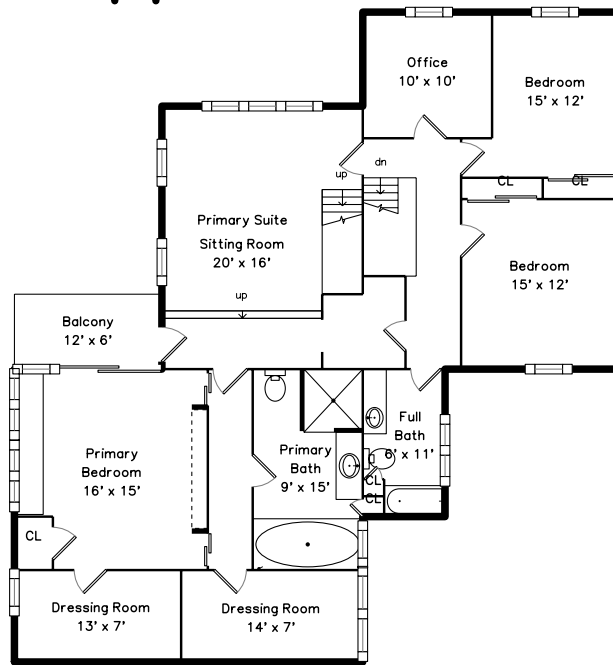 Office
10' x 10'
Bedroom
15' x 12'
up
dn
CL
CL
Primary Suite
Sitting Room
20' x 16'
Bedroom
15' x 12'
up
Balcony
12' x 6'
Primary
Bedroom
16' x 15'
Primary
Bath
9' x 15'
Full
Bath
6' x 11'
CL
CL
CL
Dressing Room
13' x 7'
Dressing Room
14' x 7'